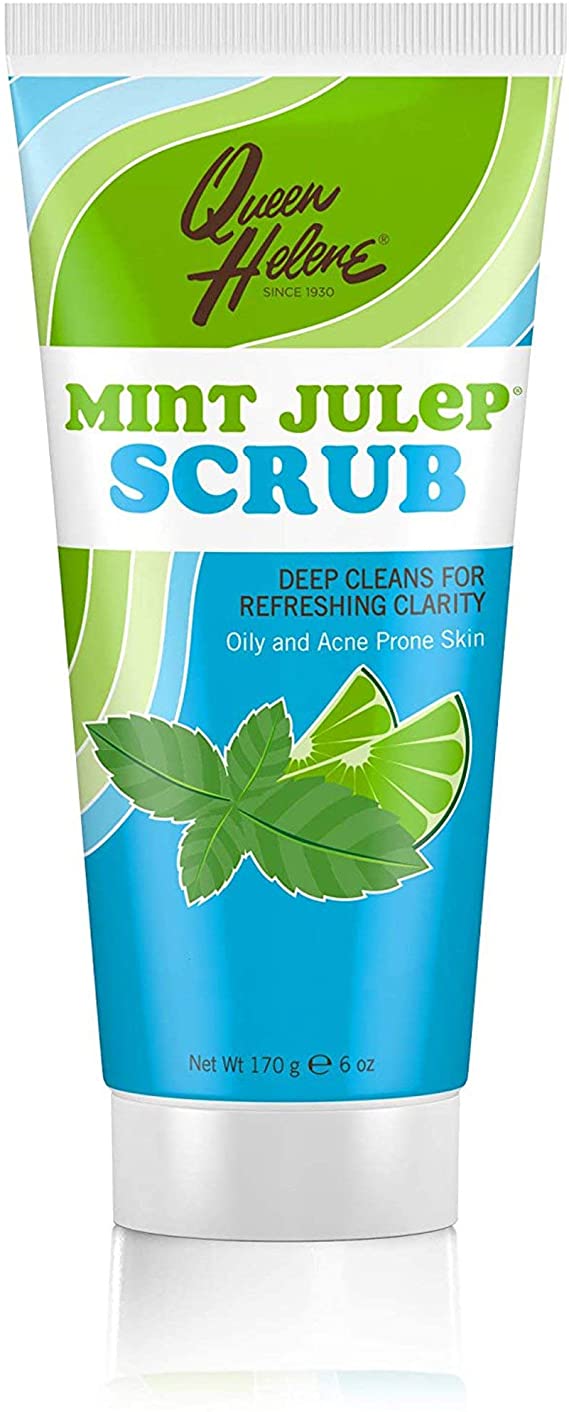 Queen
Helene®
SINCE 1930
MINT JULEP®
SCRUB
DEEP CLEANS FOR
REFRESHING CLARITY
Oily and Acne Prone Skin
Net Wt 170 g ℮ 6 oz